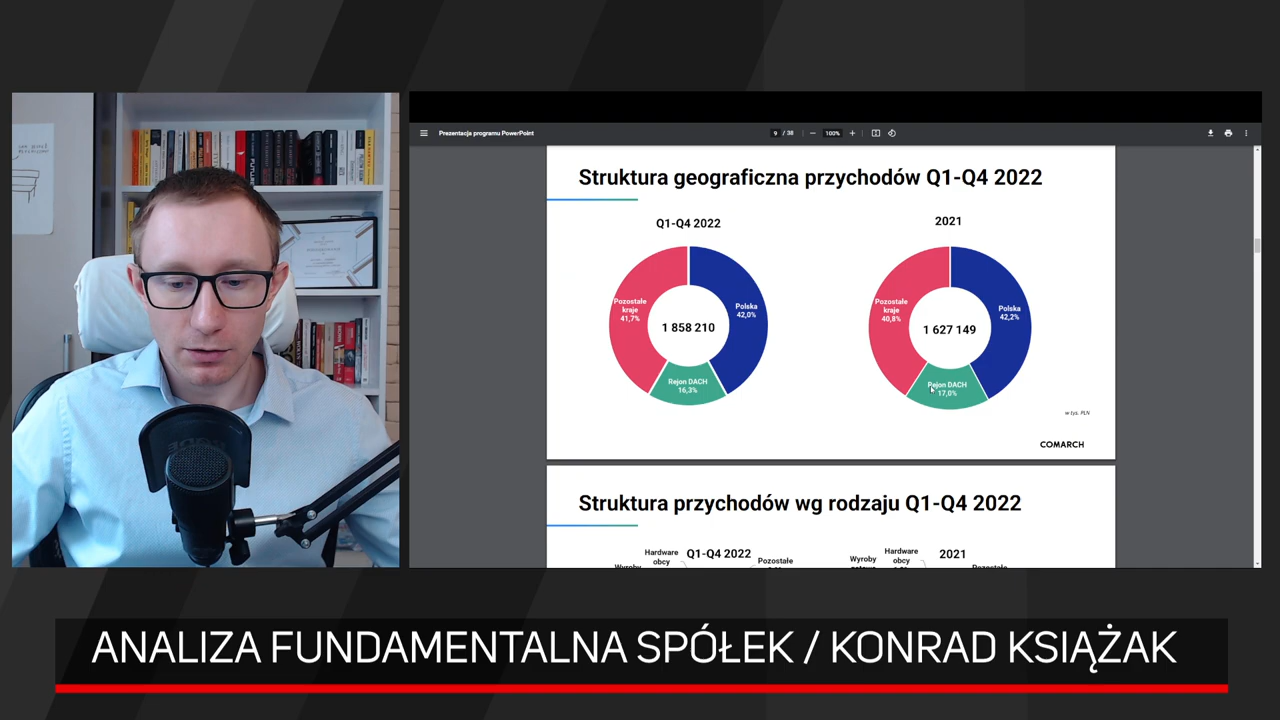 Prezentacja programu PowerPoint
9 / 38
100%
Struktura geograficzna przychodów Q1-Q4 2022
Q1-Q4 2022
2021
Pozostałe
kraje
41,7%
Polska
42,0%
1 858 210
Rejon DACH
16,3%
Pozostałe
kraje
40,8%
Polska
42,2%
1 627 149
Rejon DACH
17,0%
w tys. PLN
COMARCH
Struktura przychodów wg rodzaju Q1-Q4 2022
Hardware
obcy
Q1-Q4 2022
Pozostałe
Wyroby
Wyroby
Hardware
obcy
2021
Pozostałe
ANALIZA FUNDAMENTALNA SPÓŁEK / KONRAD KSIĄŻAK